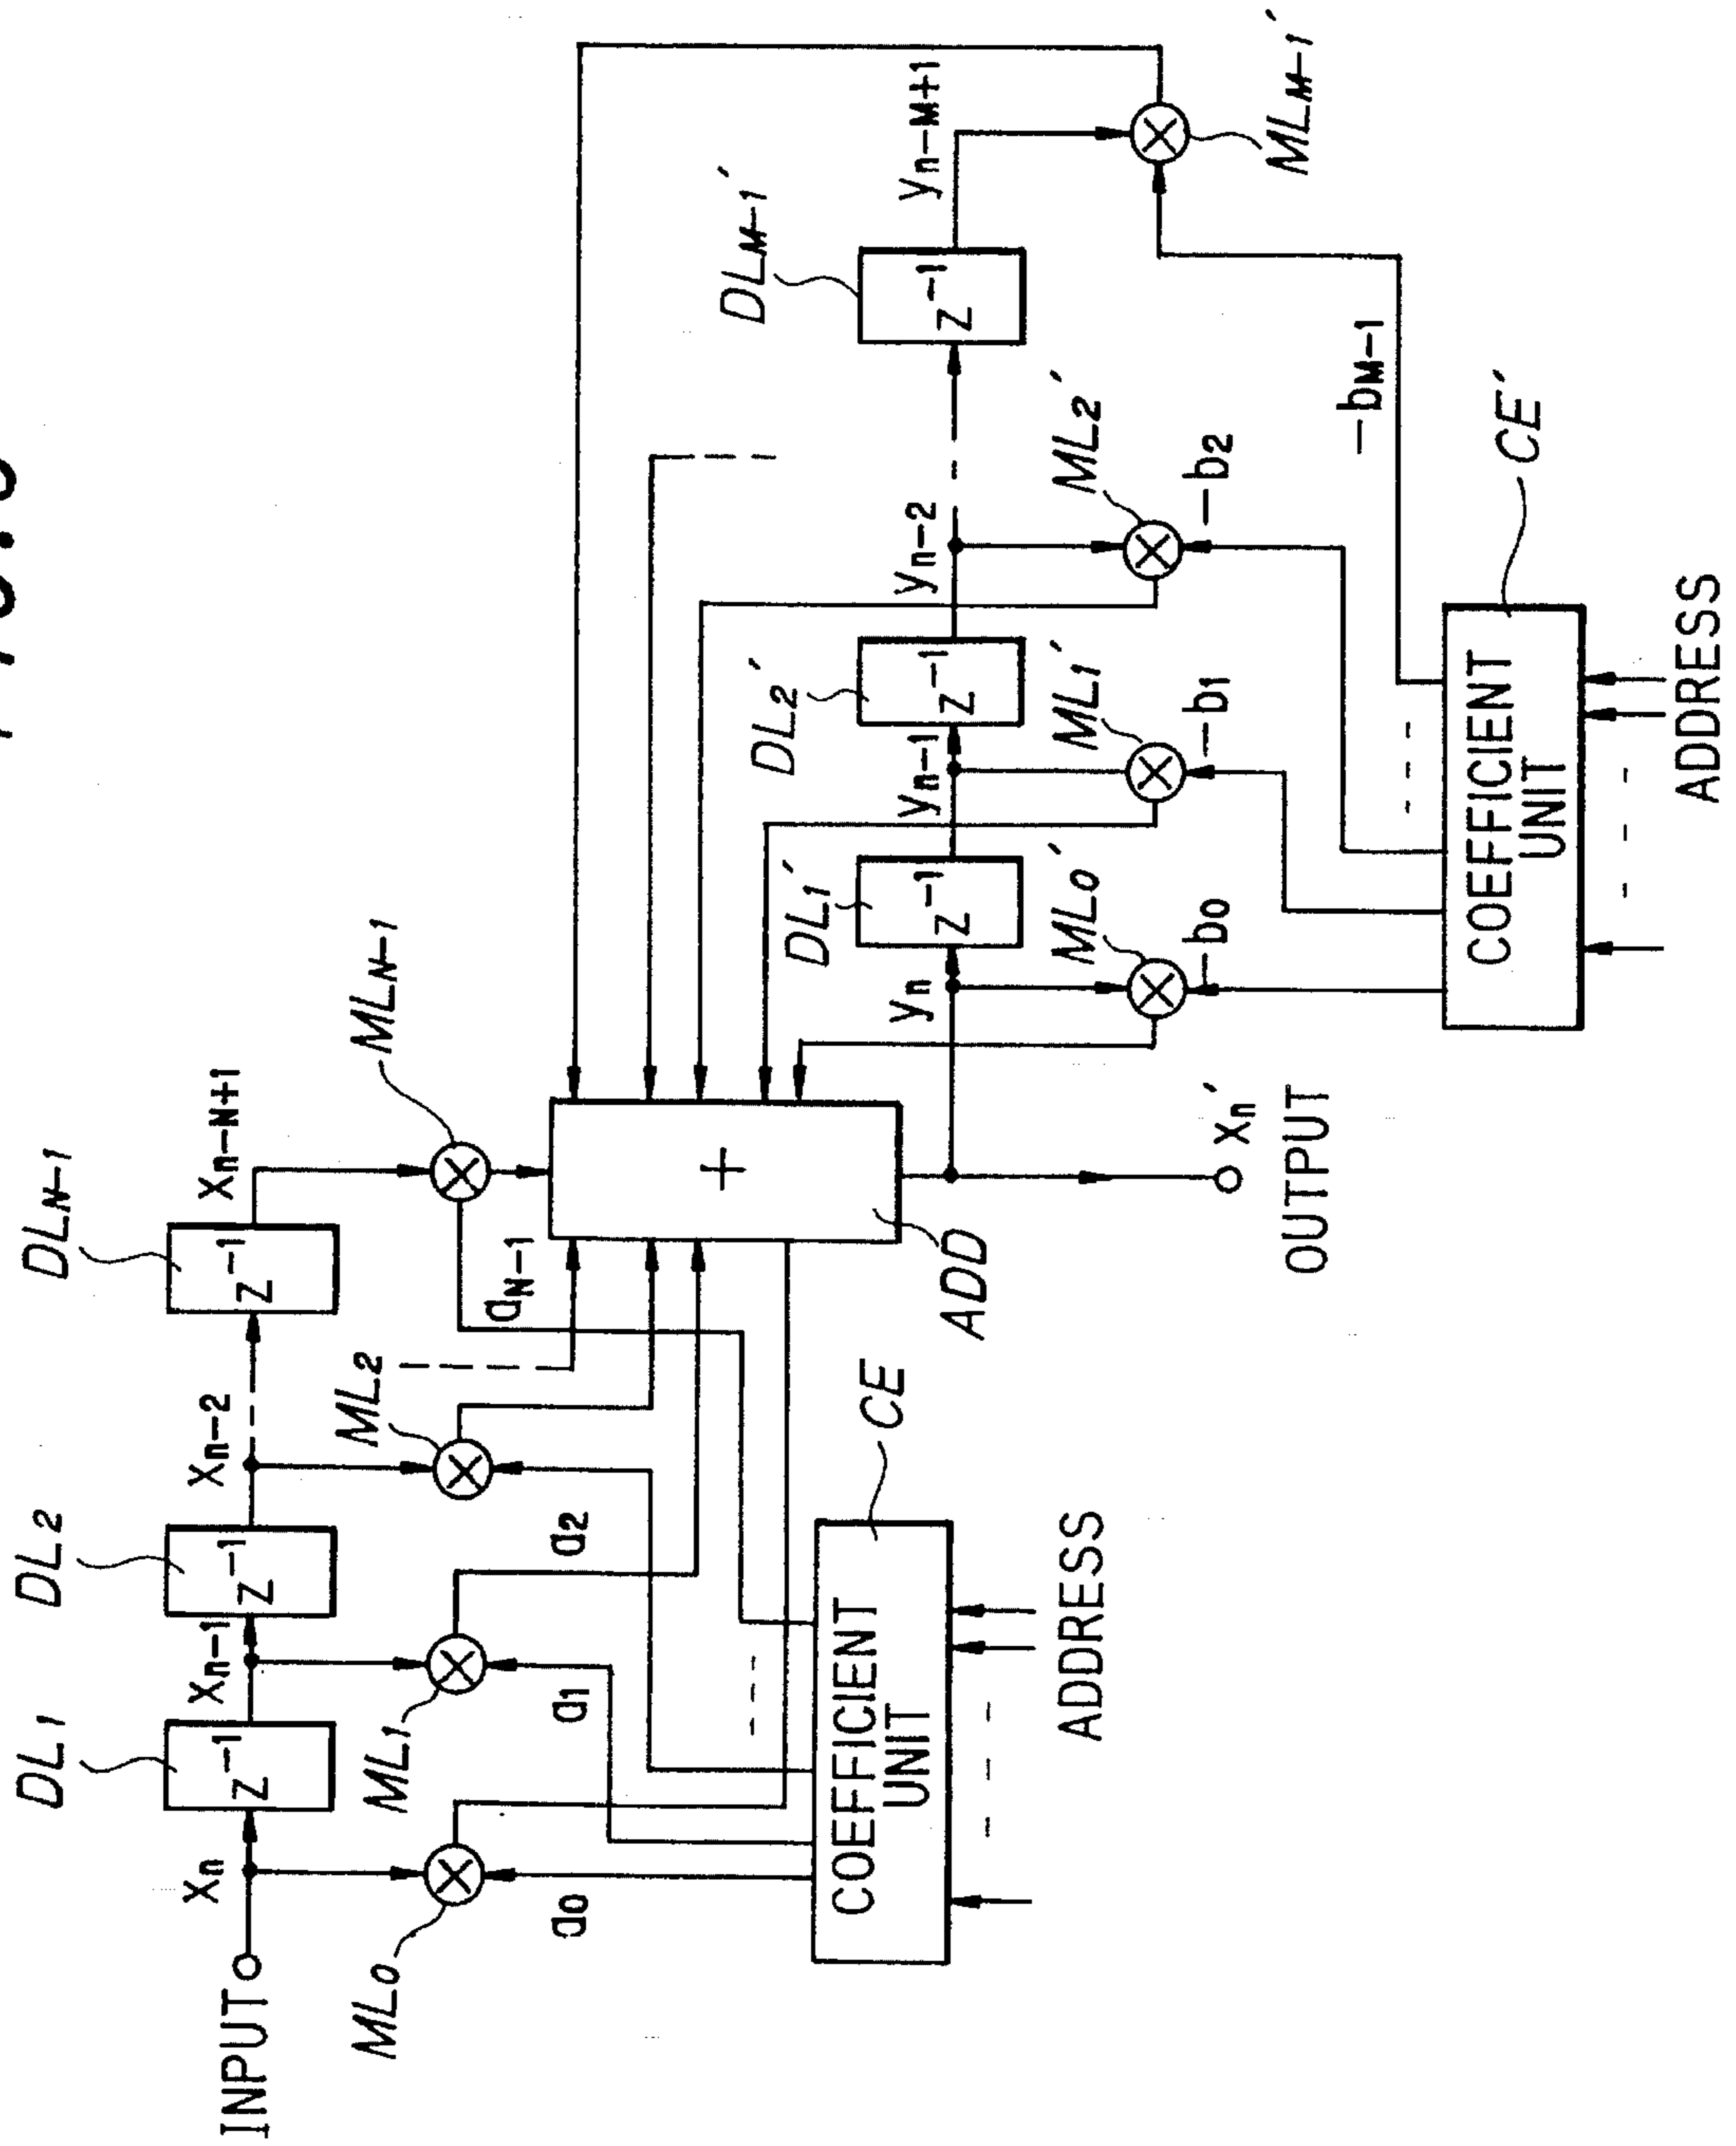 DL1
DL2
DLN-1
Xn
Z-1
Xn-1
Z-1
Xn-2
Z-1
Xn-N+1
INPUT
ML0
ML1
ML2
MLN-1
a0
a1
a2
aN-1
COEFFICIENT
UNIT
CE
ADDRESS
+
ADD
Xn'
OUTPUT
DL1'
DL2'
DLM-1'
yn
Z-1
yn-1
Z-1
yn-2
Z-1
yn-M+1
ML0'
ML1'
ML2'
MLM-1'
-b0
-b1
-b2
-bM-1
COEFFICIENT
UNIT
CE'
ADDRESS